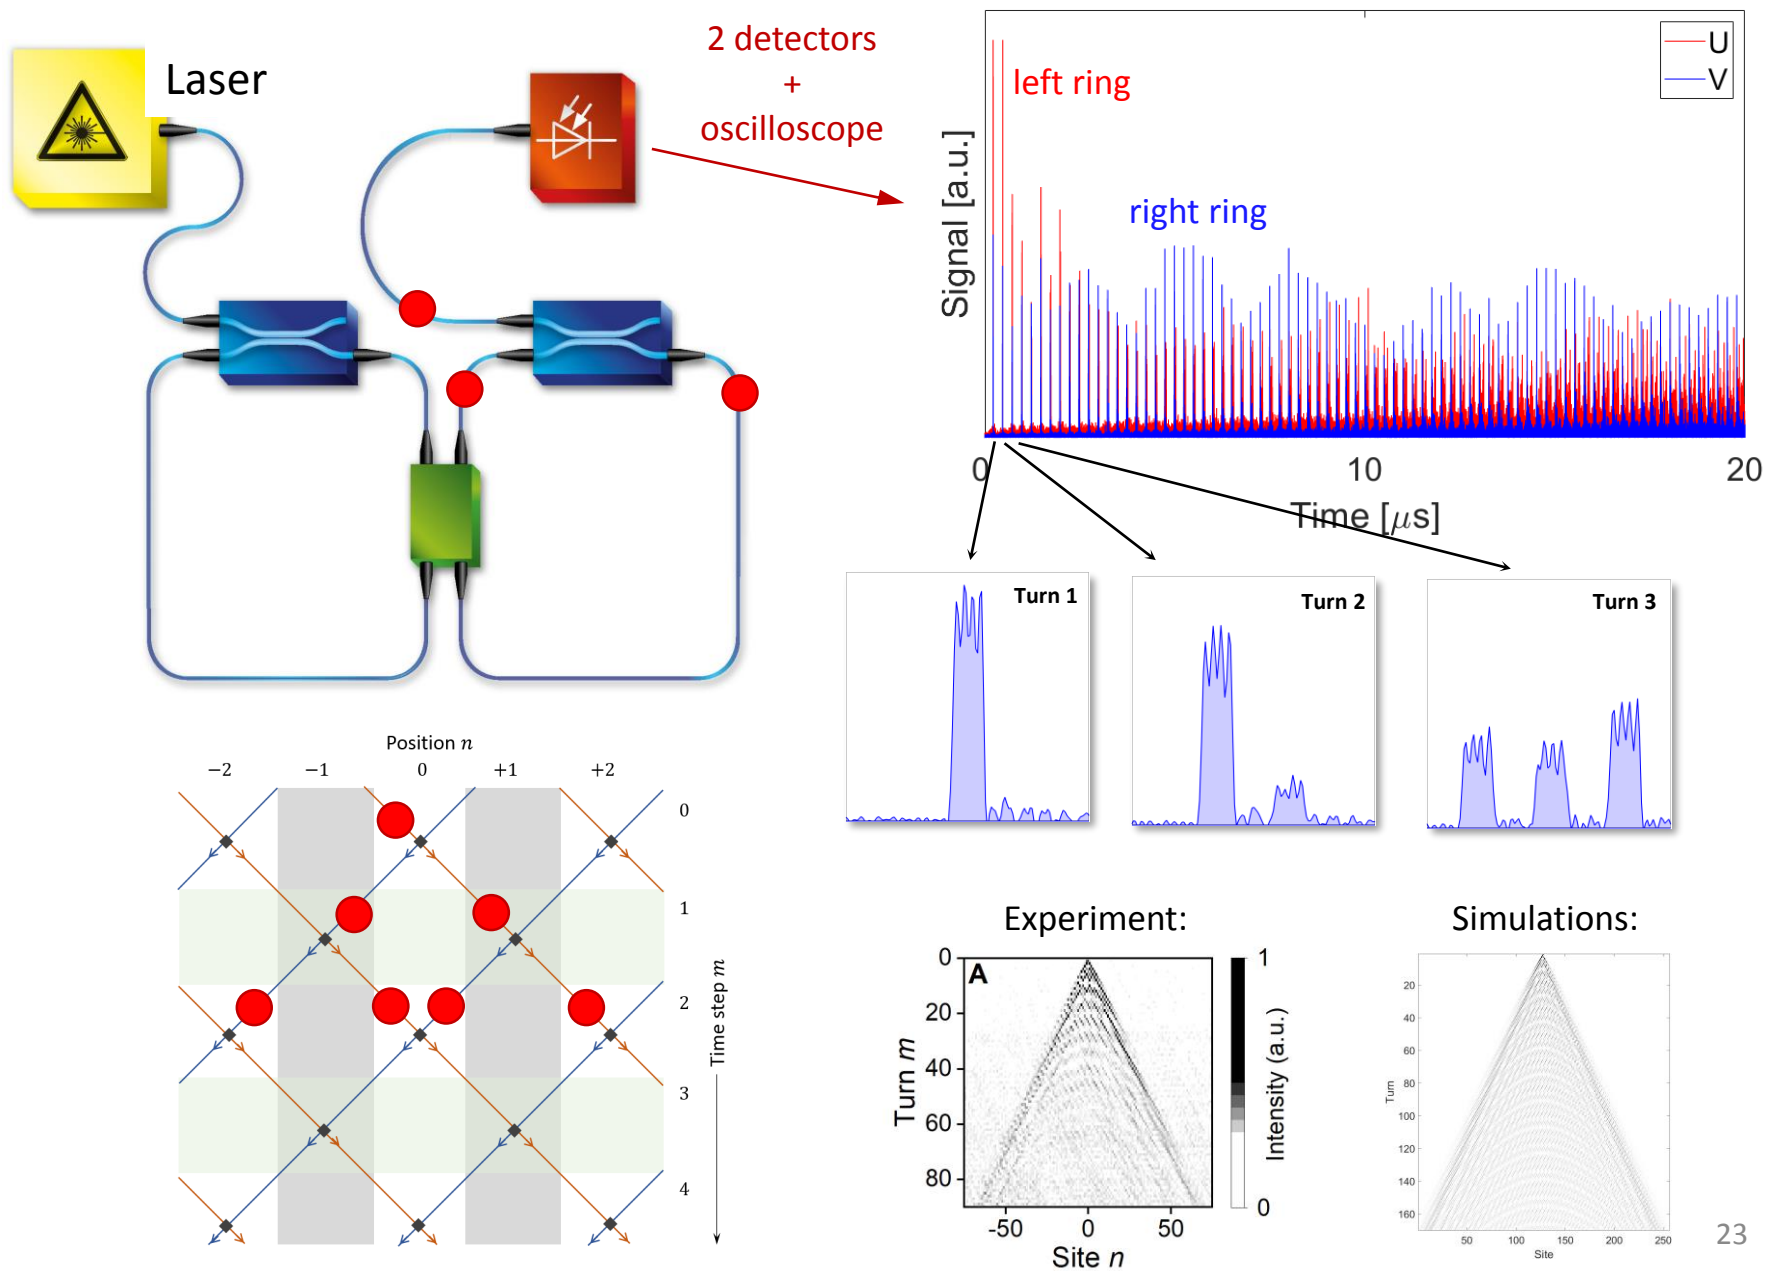 Laser
2 detectors
+
oscilloscope
U
V
left ring
right ring
Signal [a.u.]
0
10
20
Time [μs]
Turn 1
Turn 2
Turn 3
Position n
−2
−1
0
+1
+2
0
1
2
3
4
Time step m
Experiment:
A
0
20
40
60
80
Turn m
-50
0
50
Site n
1
0
Intensity (a.u.)
Simulations:
20
40
60
80
100
120
140
160
Turn
50
100
150
200
250
Site
23